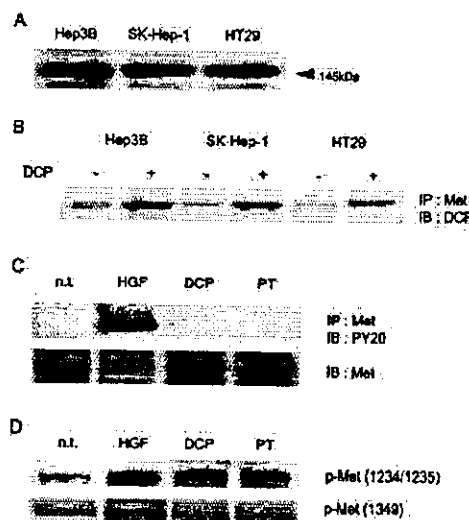 A
Hep3B SK-Hep-1 HT29
145kDa
B
Hep3B SK-Hep-1 HT29
DCP - + - + - +
IP : Met
IB : DCP
C
n.t. HGF DCP PT
IP : Met
IB : PY20
IB : Met
D
n.t. HGF DCP PT
p-Met (1234/1235)
p-Met (1349)